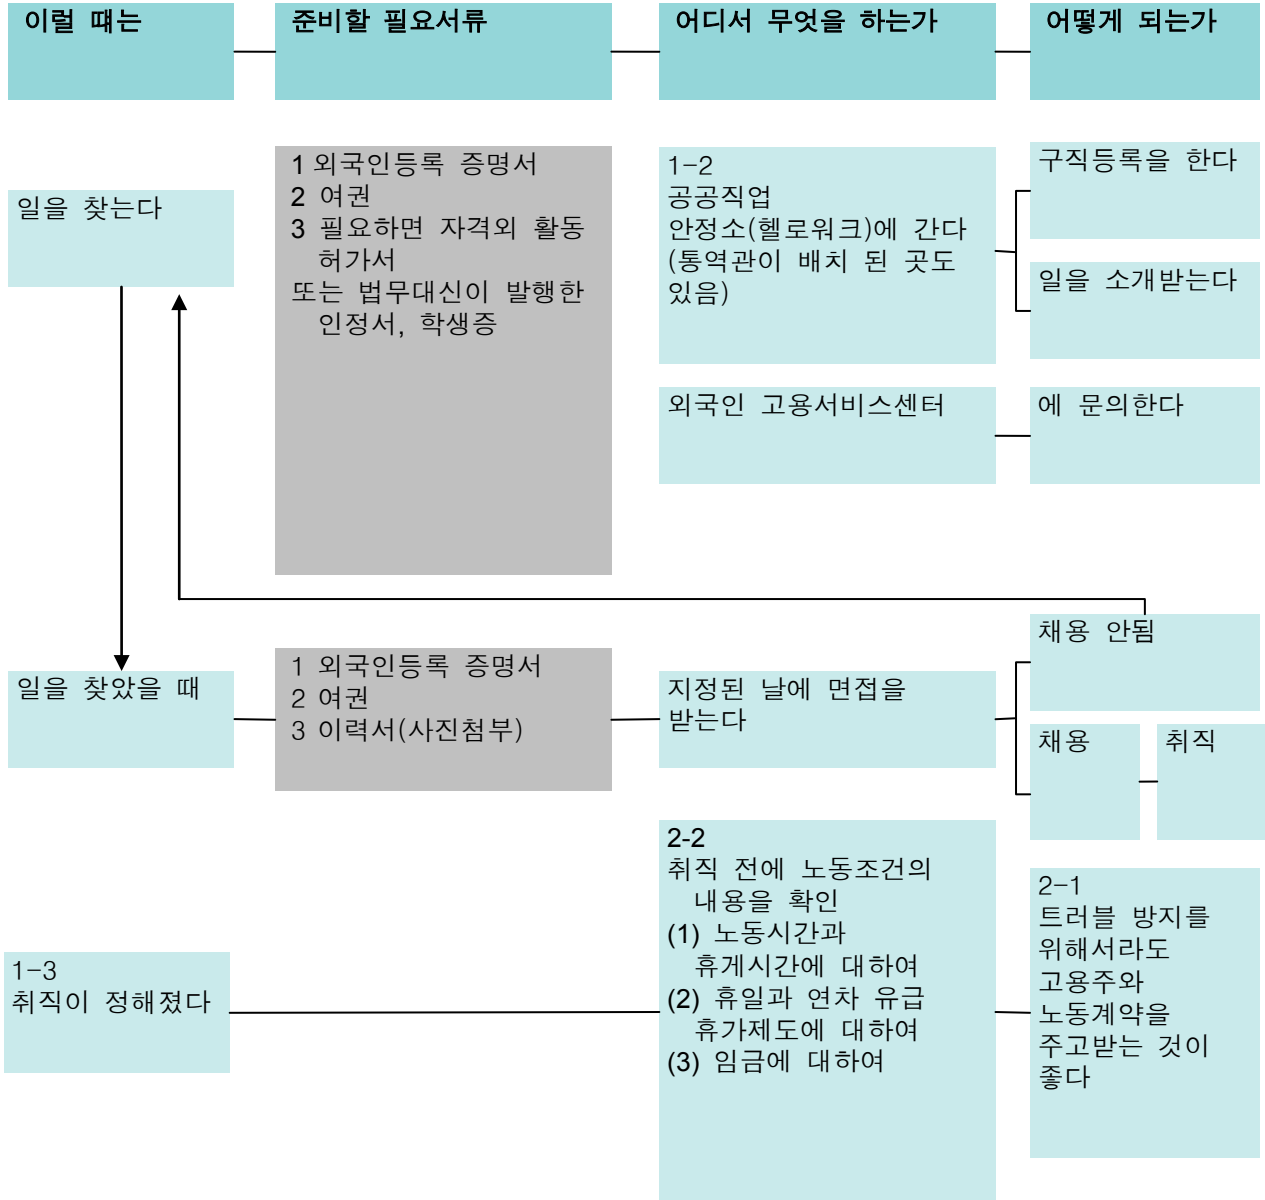 이럴 떄는
준비할 필요서류
어디서 무엇을 하는가
어떻게 되는가
일을 찾는다
1 외국인등록 증명서
2 여권
3 필요하면 자격외 활동
허가서
또는 법무대신이 발행한
인정서, 학생증
1-2
공공직업
안정소(헬로워크)에 간다
(통역관이 배치 된 곳도
있음)
구직등록을 한다
일을 소개받는다
외국인 고용서비스센터
에 문의한다
일을 찾았을 때
1 외국인등록 증명서
2 여권
3 이력서(사진첨부)
지정된 날에 면접을
받는다
채용 안됨
채용
취직
1-3
취직이 정해졌다
2-2
취직 전에 노동조건의
내용을 확인
(1) 노동시간과
휴게시간에 대하여
(2) 휴일과 연차 유급
휴가제도에 대하여
(3) 임금에 대하여
2-1
트러블 방지를
위해서라도
고용주와
노동계약을
주고받는 것이
좋다